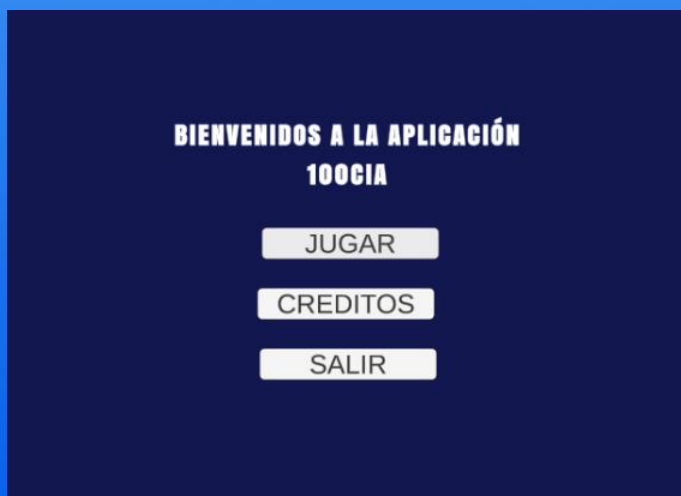 BIENVENIDOS A LA APLICACIÓN
100CIA
JUGAR
CREDITOS
SALIR